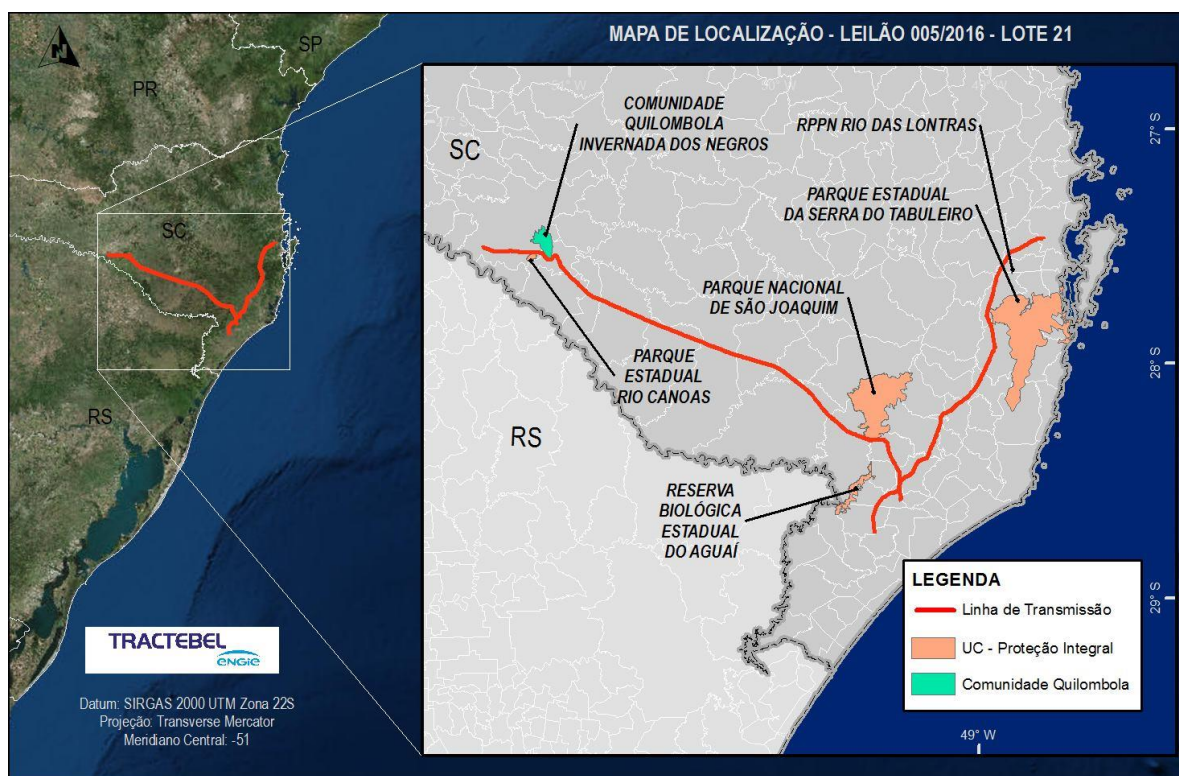 MAPA DE LOCALIZAÇÃO - LEILÃO 005/2016 - LOTE 21
N
SP
PR
SC
RS
COMUNIDADE
QUILOMBOLA
INVERNADA DOS NEGROS
RPPN RIO DAS LONTRAS
SC
PARQUE ESTADUAL
DA SERRA DO TABULEIRO
PARQUE NACIONAL
DE SÃO JOAQUIM
PARQUE
ESTADUAL
RIO CANOAS
RS
RESERVA
BIOLÓGICA
ESTADUAL
DO AGUAÍ
27° S
28° S
29° S
49° W
LEGENDA
Linha de Transmissão
UC - Proteção Integral
Comunidade Quilombola
TRACTEBEL
ENGIE
Datum: SIRGAS 2000 UTM Zona 22S
Projeção: Transverse Mercator
Meridiano Central: -51